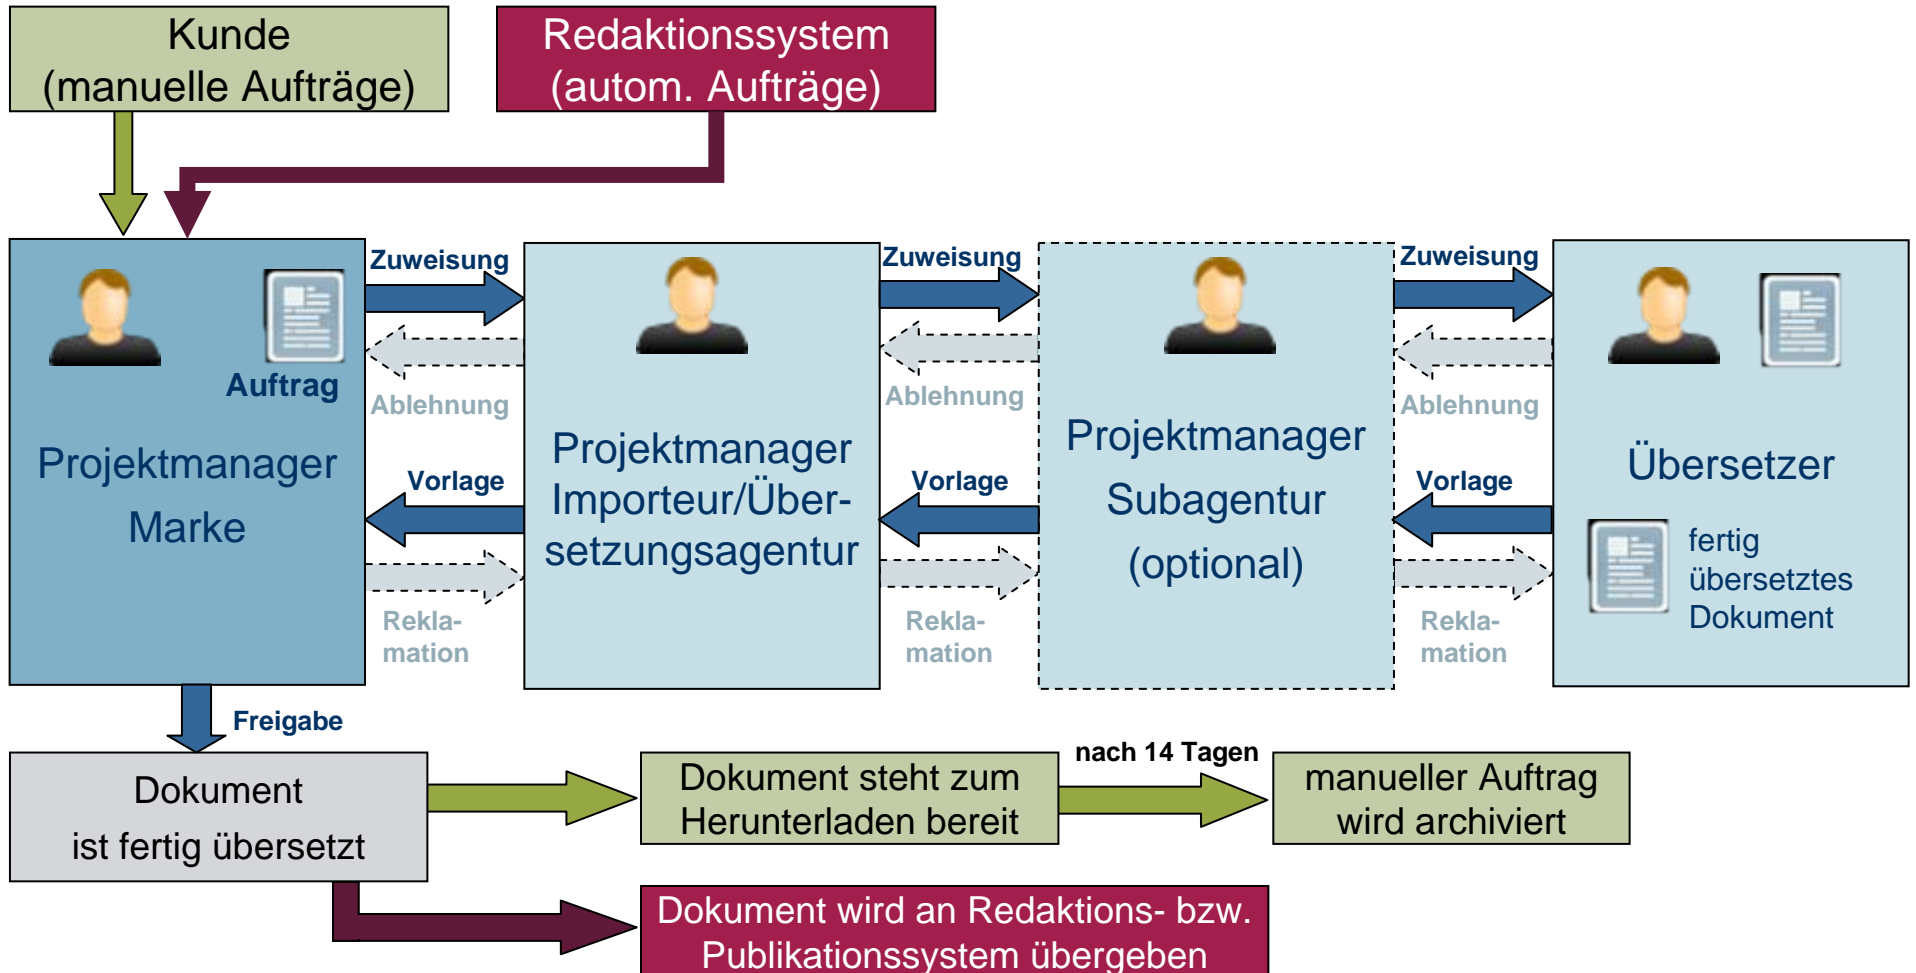 Kunde
(manuelle Aufträge)
Redaktionssystem
(autom. Aufträge)
Zuweisung
Zuweisung
Zuweisung
Auftrag
Ablehnung
Ablehnung
Ablehnung
Projektmanager
Marke
Projektmanager
Importeur/Über-
setzungsagentur
Projektmanager
Subagentur
(optional)
Übersetzer
Vorlage
Vorlage
Vorlage
fertig
übersetztes
Dokument
Rekla-
mation
Rekla-
mation
Rekla-
mation
Freigabe
Dokument
ist fertig übersetzt
Dokument steht zum
Herunterladen bereit
nach 14 Tagen
manueller Auftrag
wird archiviert
Dokument wird an Redaktions- bzw.
Publikationssystem übergeben